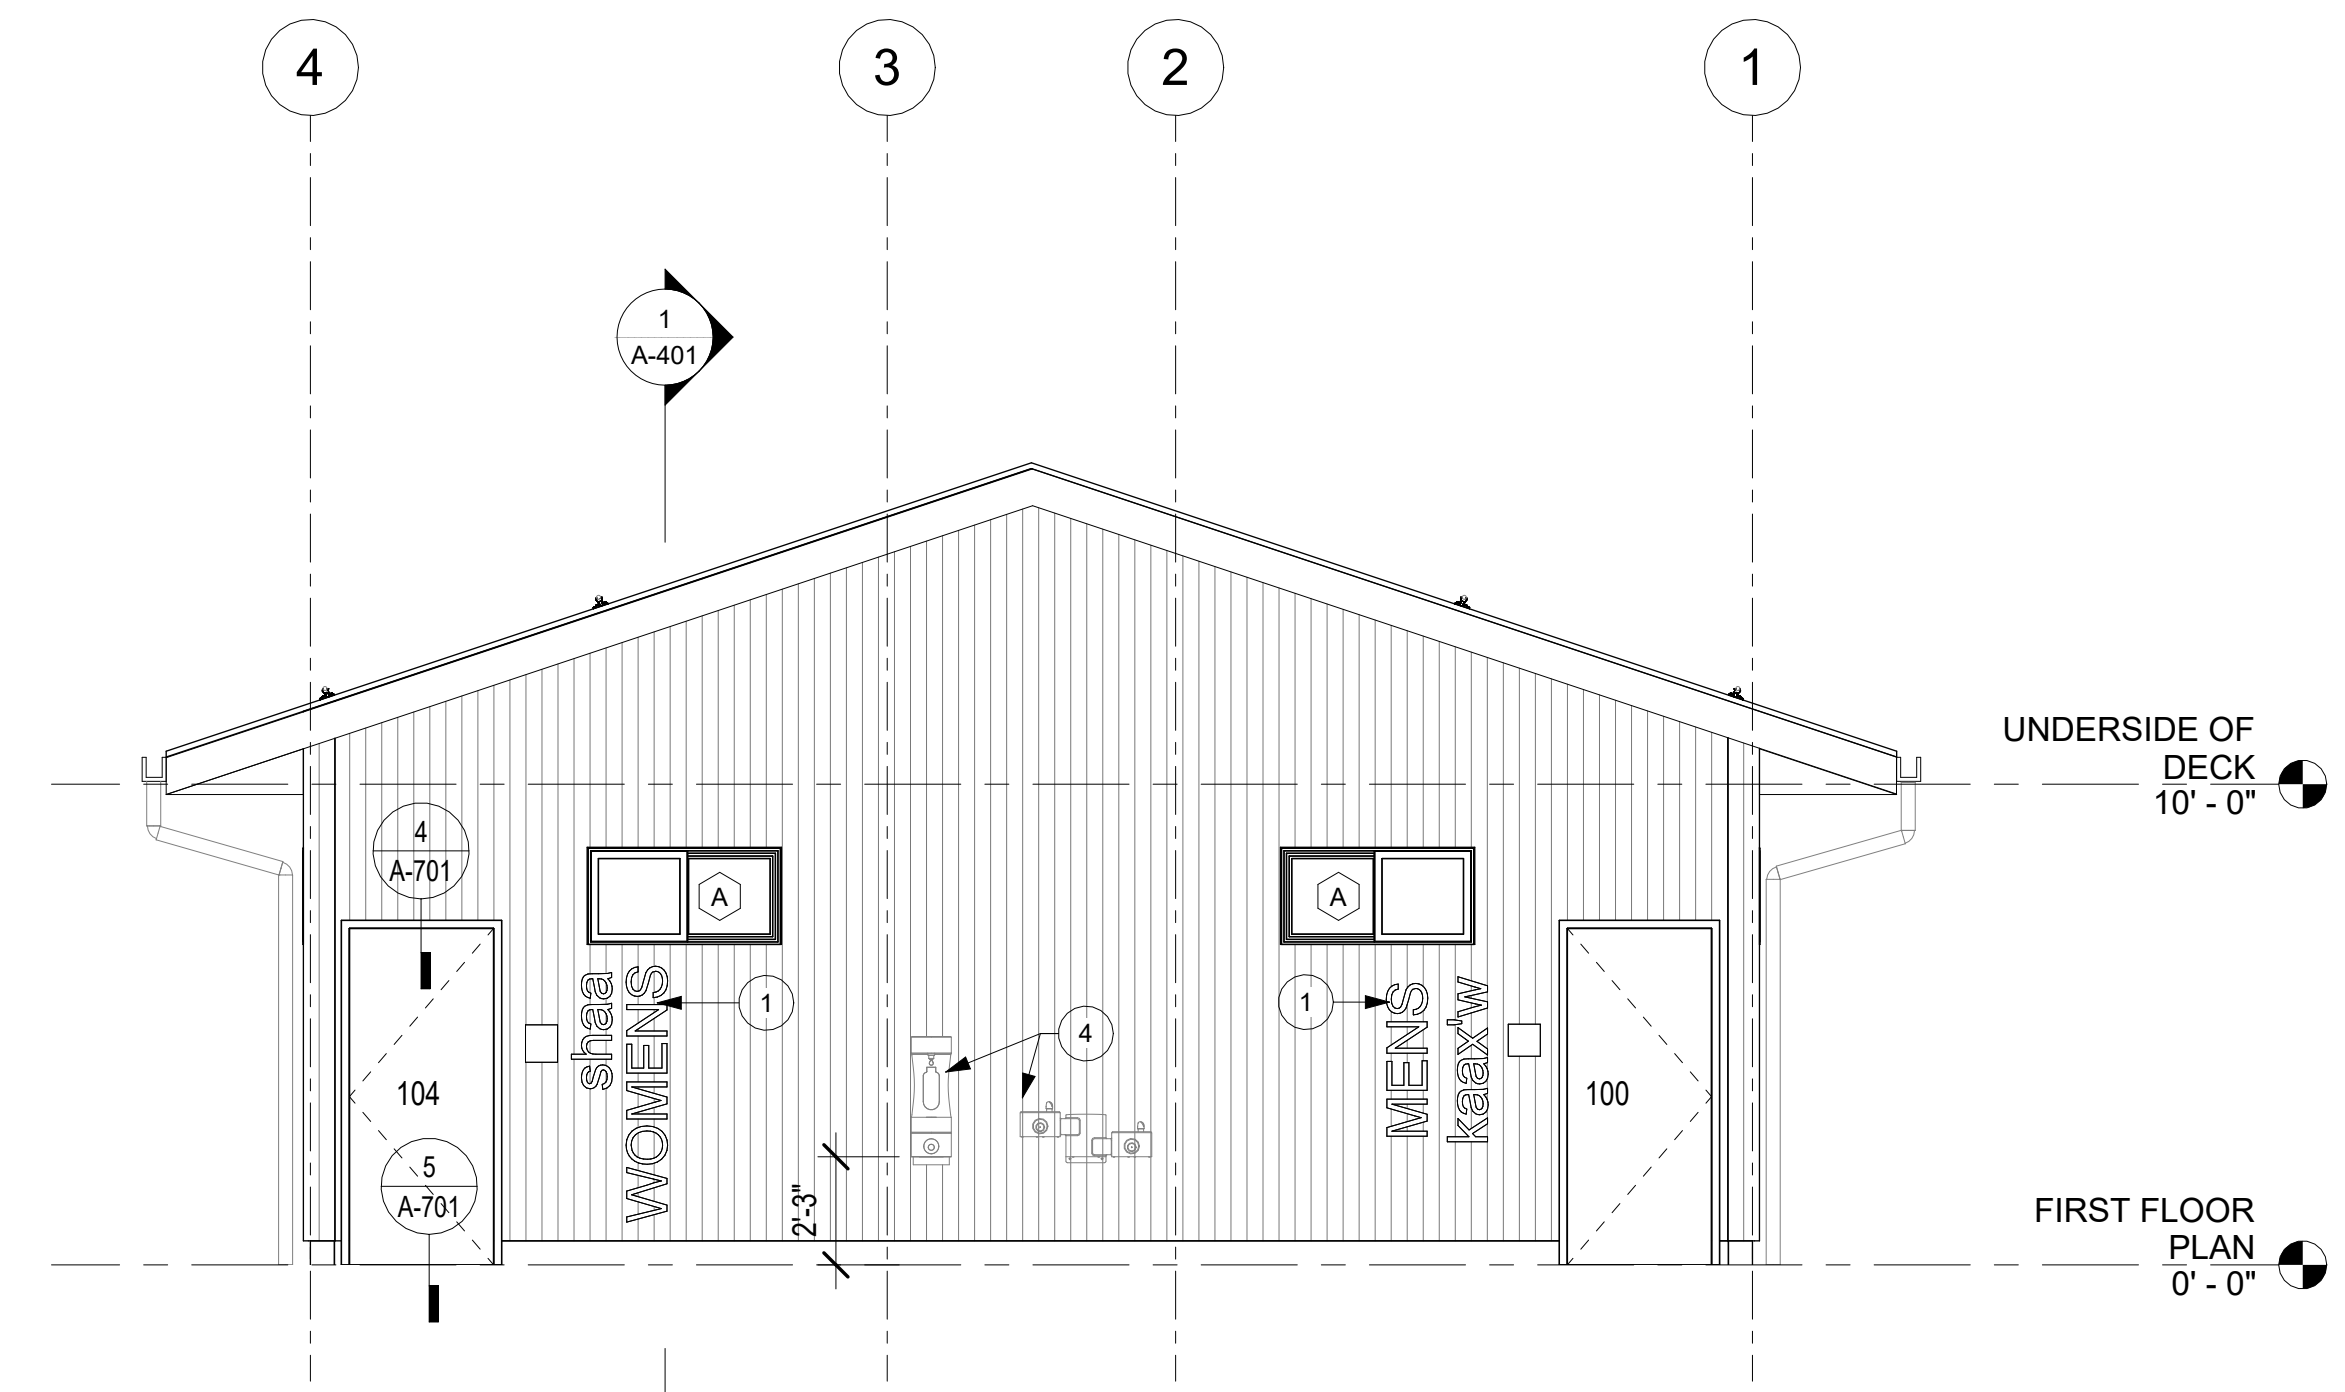 4
3
2
1
1
A-401
UNDERSIDE OF
DECK
10' - 0"
4
A-701
A
A
shaa
WOMENS
1
1
MENS
kaax'w
4
104
100
5
A-701
2'-3"
FIRST FLOOR
PLAN
0' - 0"